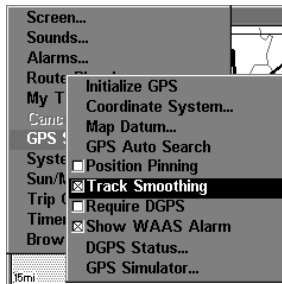 Screen...
Sounds...
Alarms...
Route
My T
Canc
GPS S
Syste
Sun/M
Trip C
Timer
Brow
Initialize GPS
Coordinate System...
Map Datum...
GPS Auto Search
Position Pinning
Track Smoothing
Require DGPS
Show WAAS Alarm
DGPS Status...
GPS Simulator...
15mi